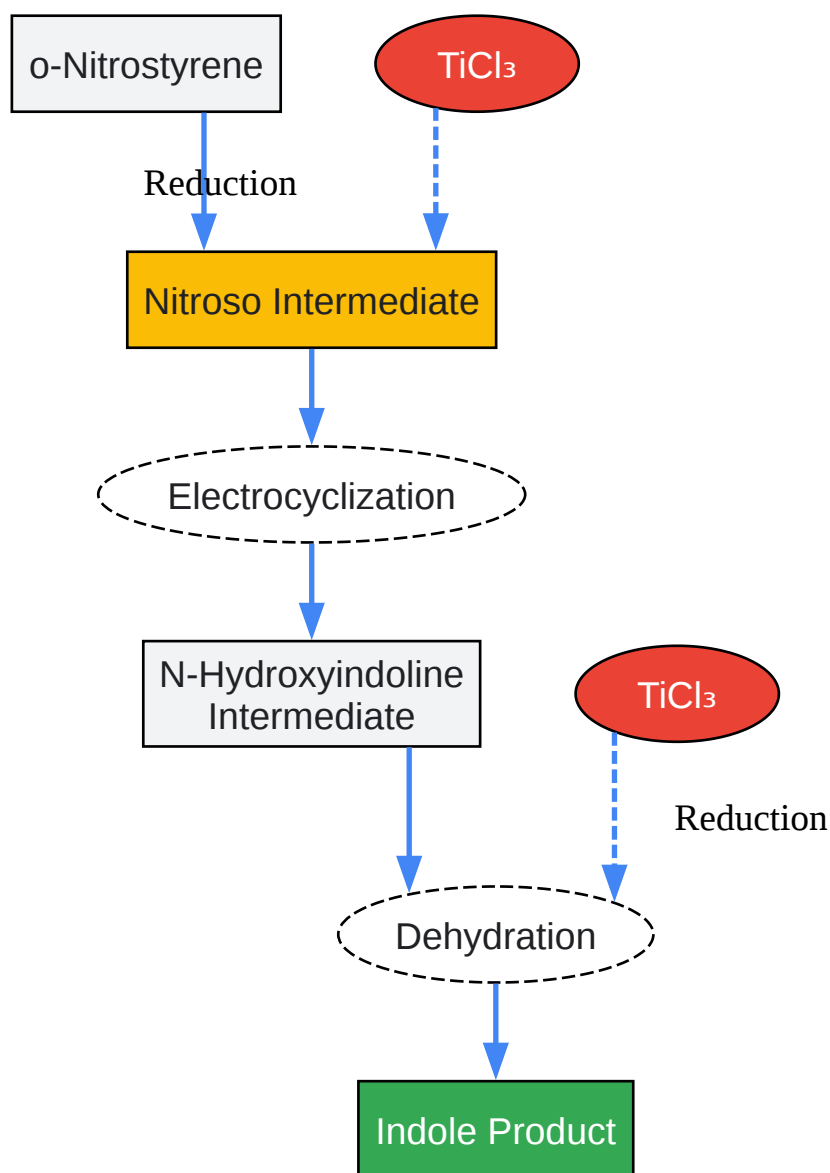 o-Nitrostyrene
TiCl₃
Reduction
Nitroso Intermediate
Electrocyclization
N-Hydroxyindoline
Intermediate
TiCl₃
Reduction
Dehydration
Indole Product